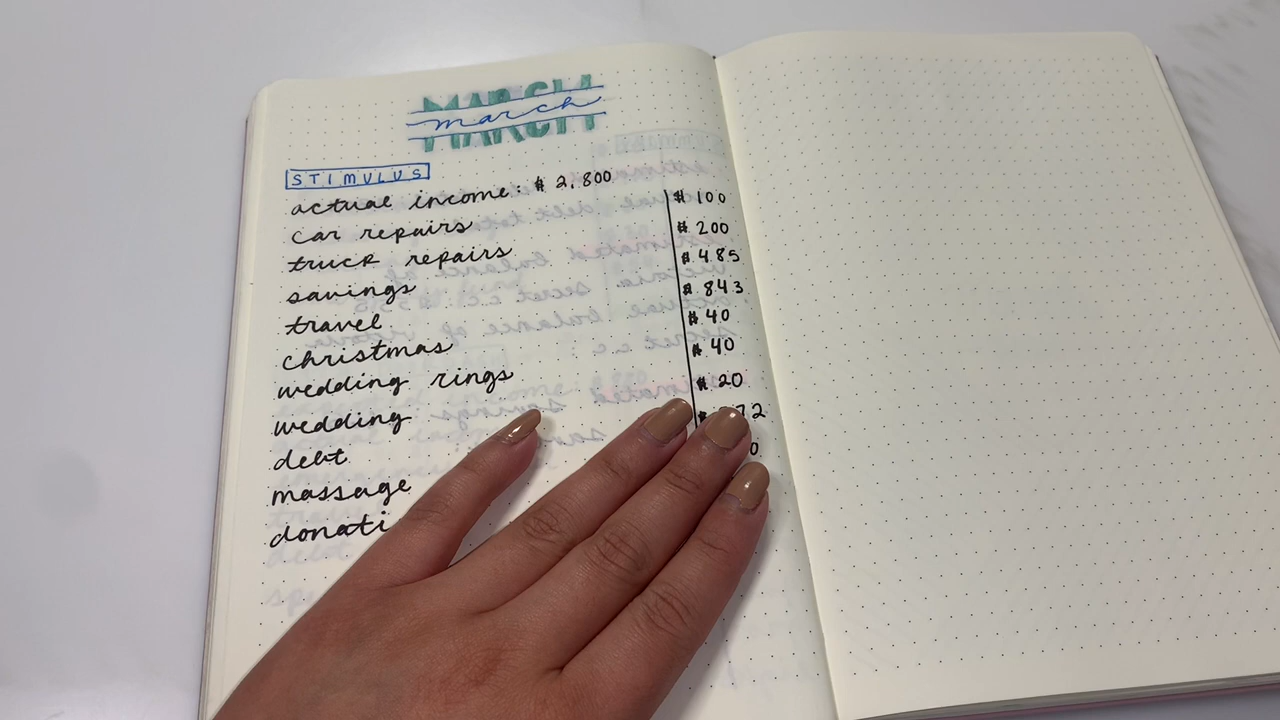 MARCH
march
STIMULUS
actual income: $ 2,800
car repairs $ 100
truck repairs $ 200
savings $ 485
travel $ 843
christmas $ 40
wedding rings $ 40
wedding $ 20
debt
massage